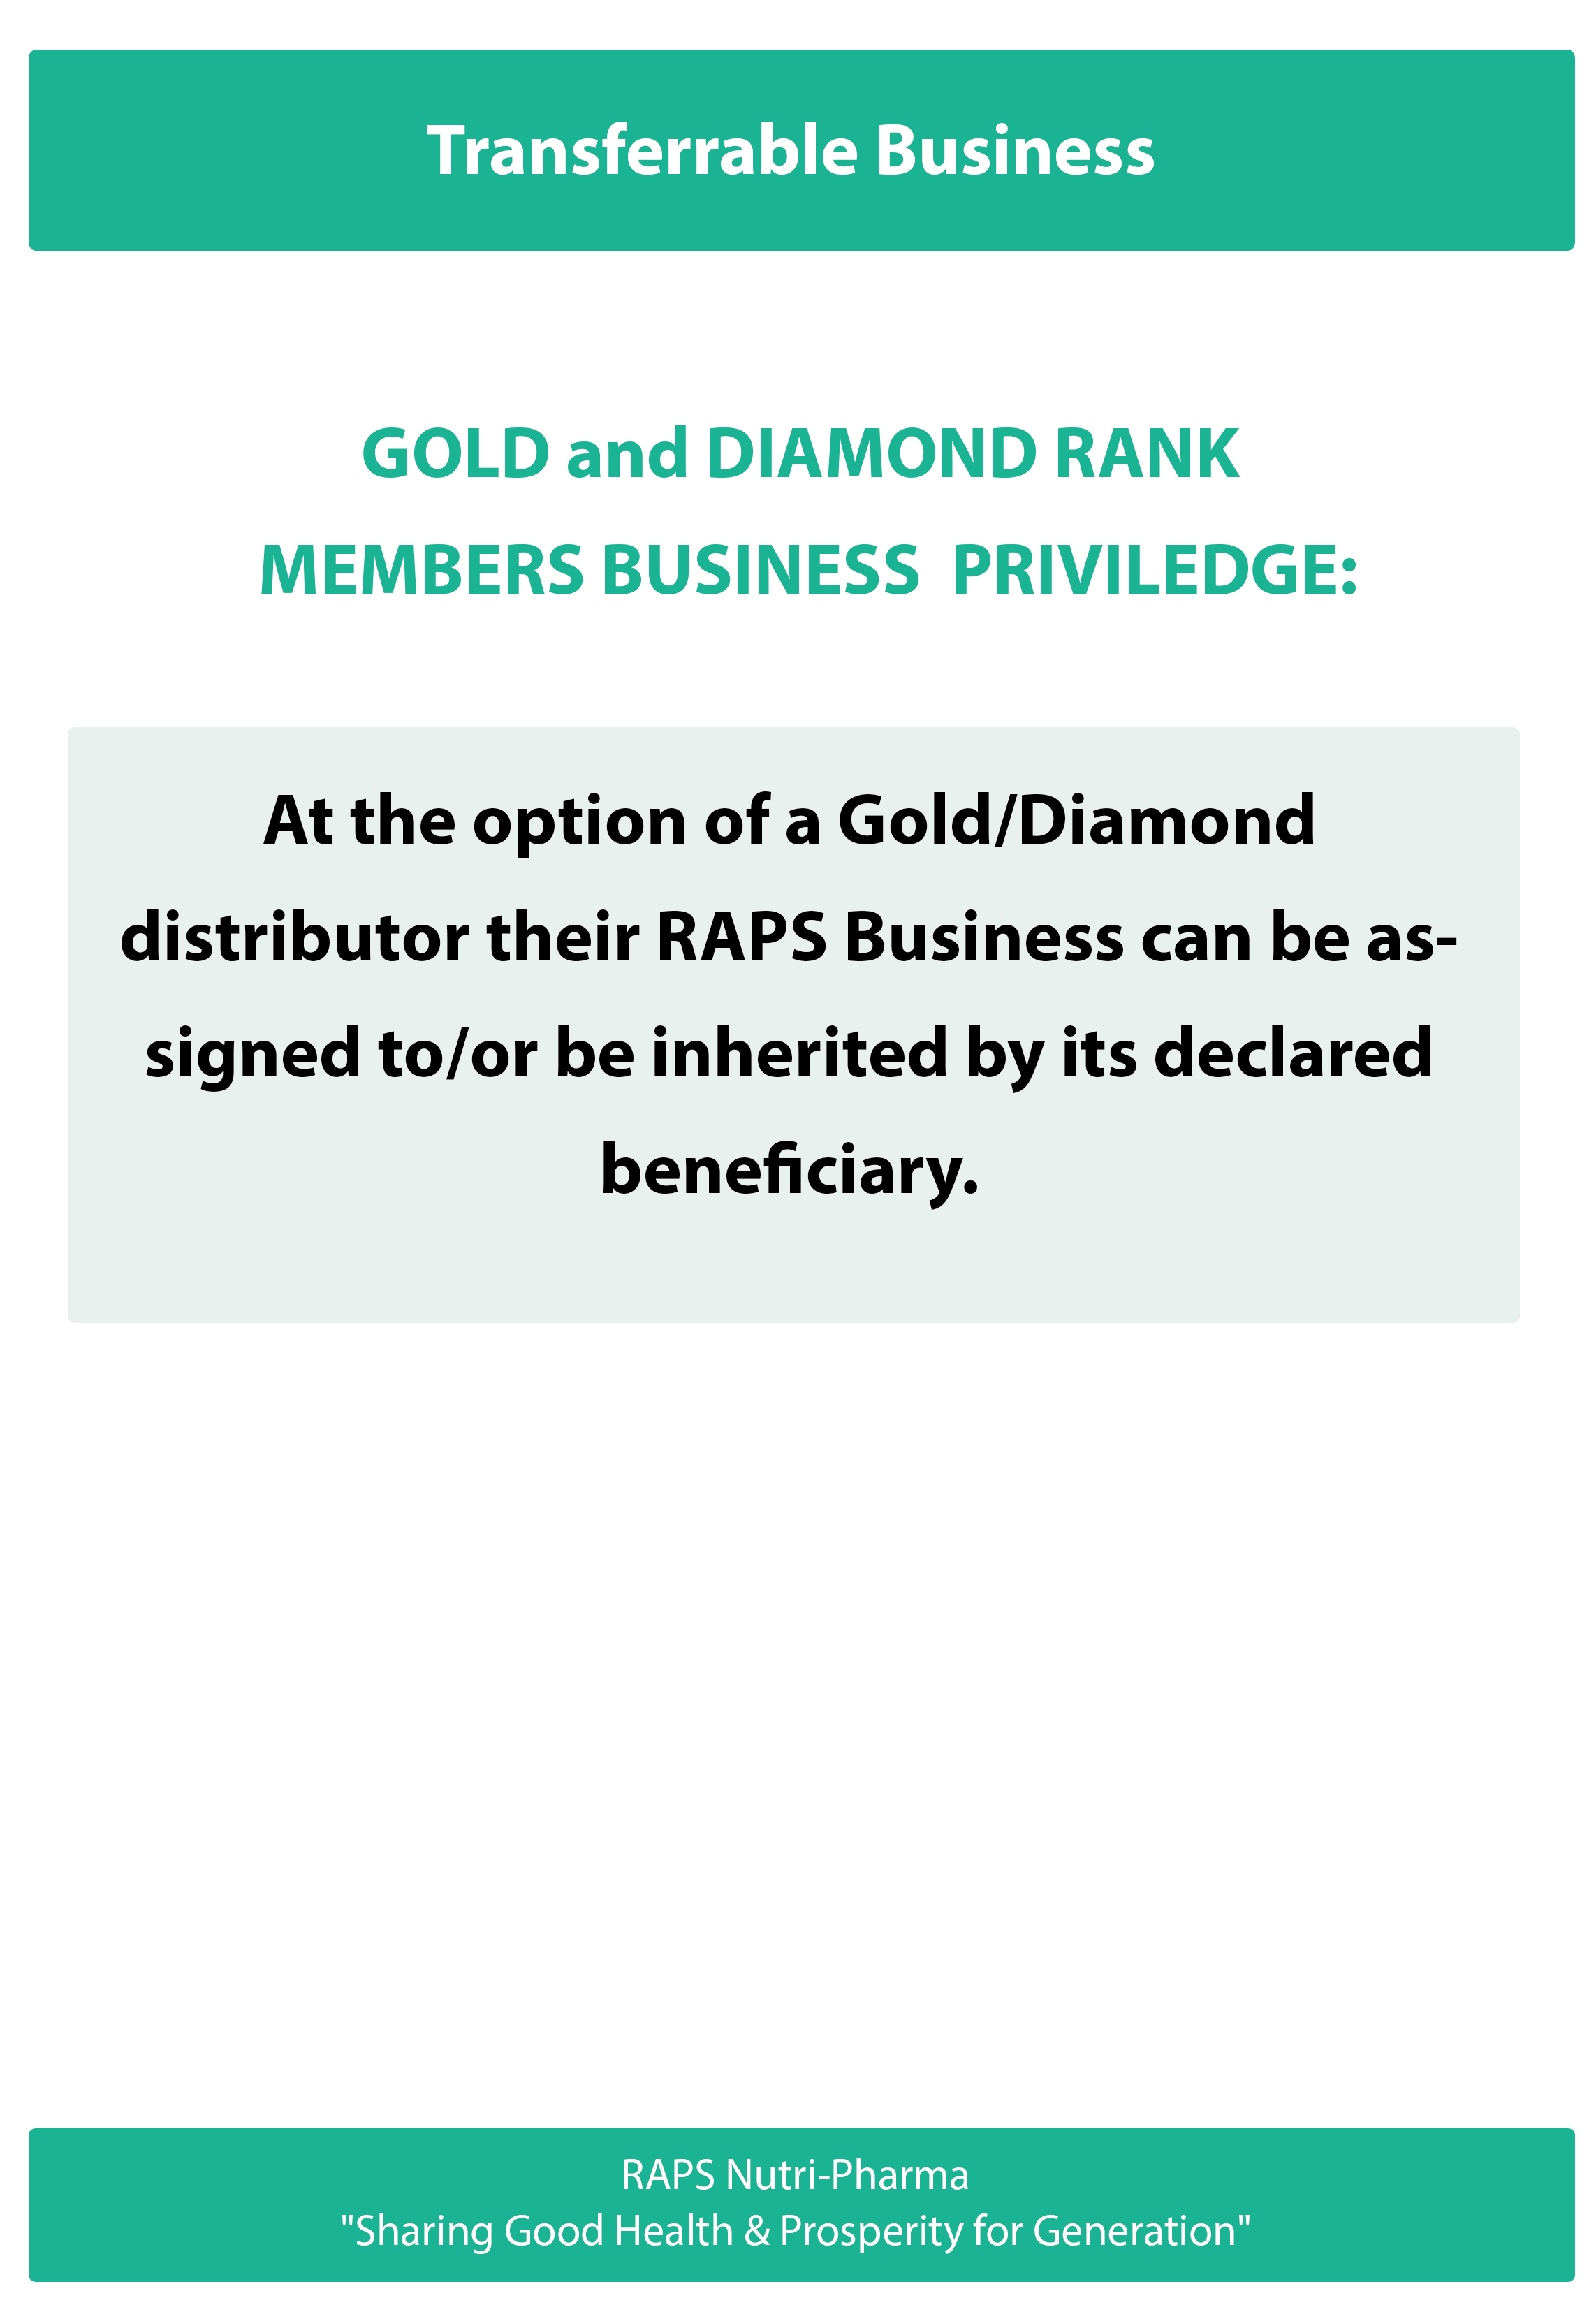 Transferrable Business
GOLD and DIAMOND RANK
MEMBERS BUSINESS  PRIVILEDGE:
At the option of a Gold/Diamond
distributor their RAPS Business can be as-
signed to/or be inherited by its declared
beneficiary.
RAPS Nutri-Pharma
"Sharing Good Health & Prosperity for Generation"